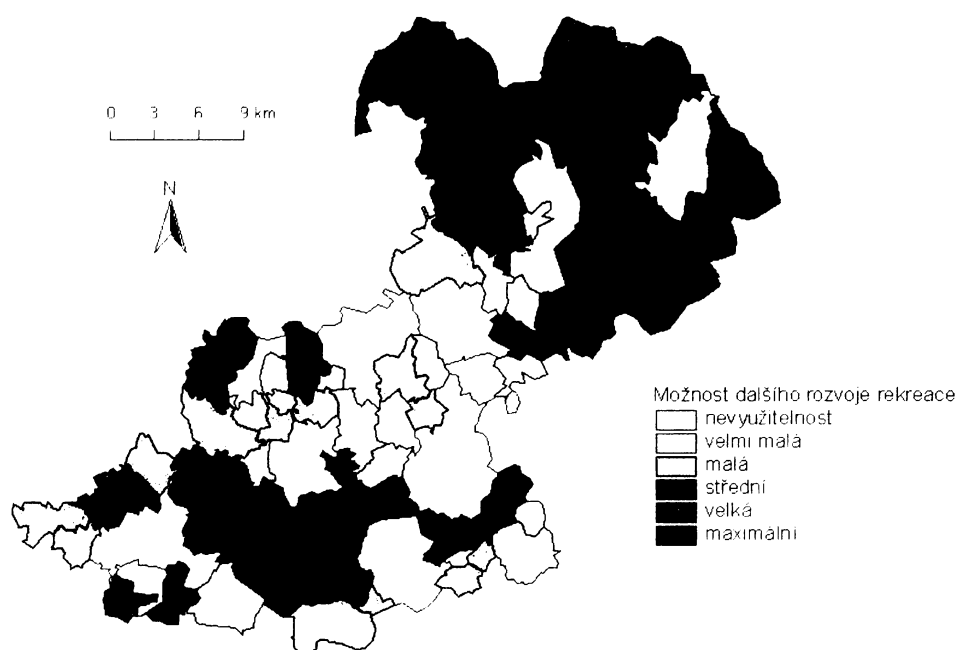 0 3 6 9 km
N
Možnost dalšího rozvoje rekreace
nevyužitelnost
velmi malá
malá
střední
velká
maximální